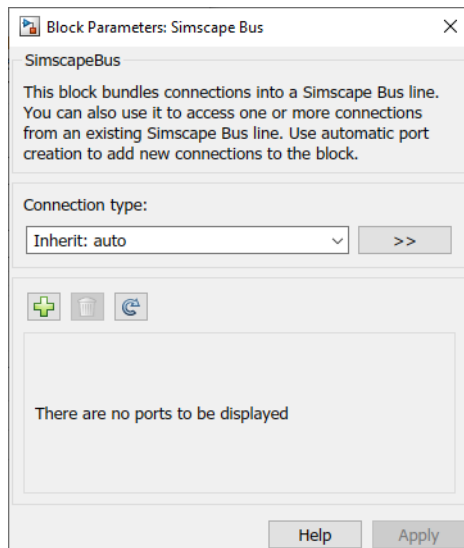 Block Parameters: Simscape Bus
SimscapeBus
This block bundles connections into a Simscape Bus line.
You can also use it to access one or more connections
from an existing Simscape Bus line. Use automatic port
creation to add new connections to the block.
Connection type:
Inherit: auto
>>
There are no ports to be displayed
Help
Apply